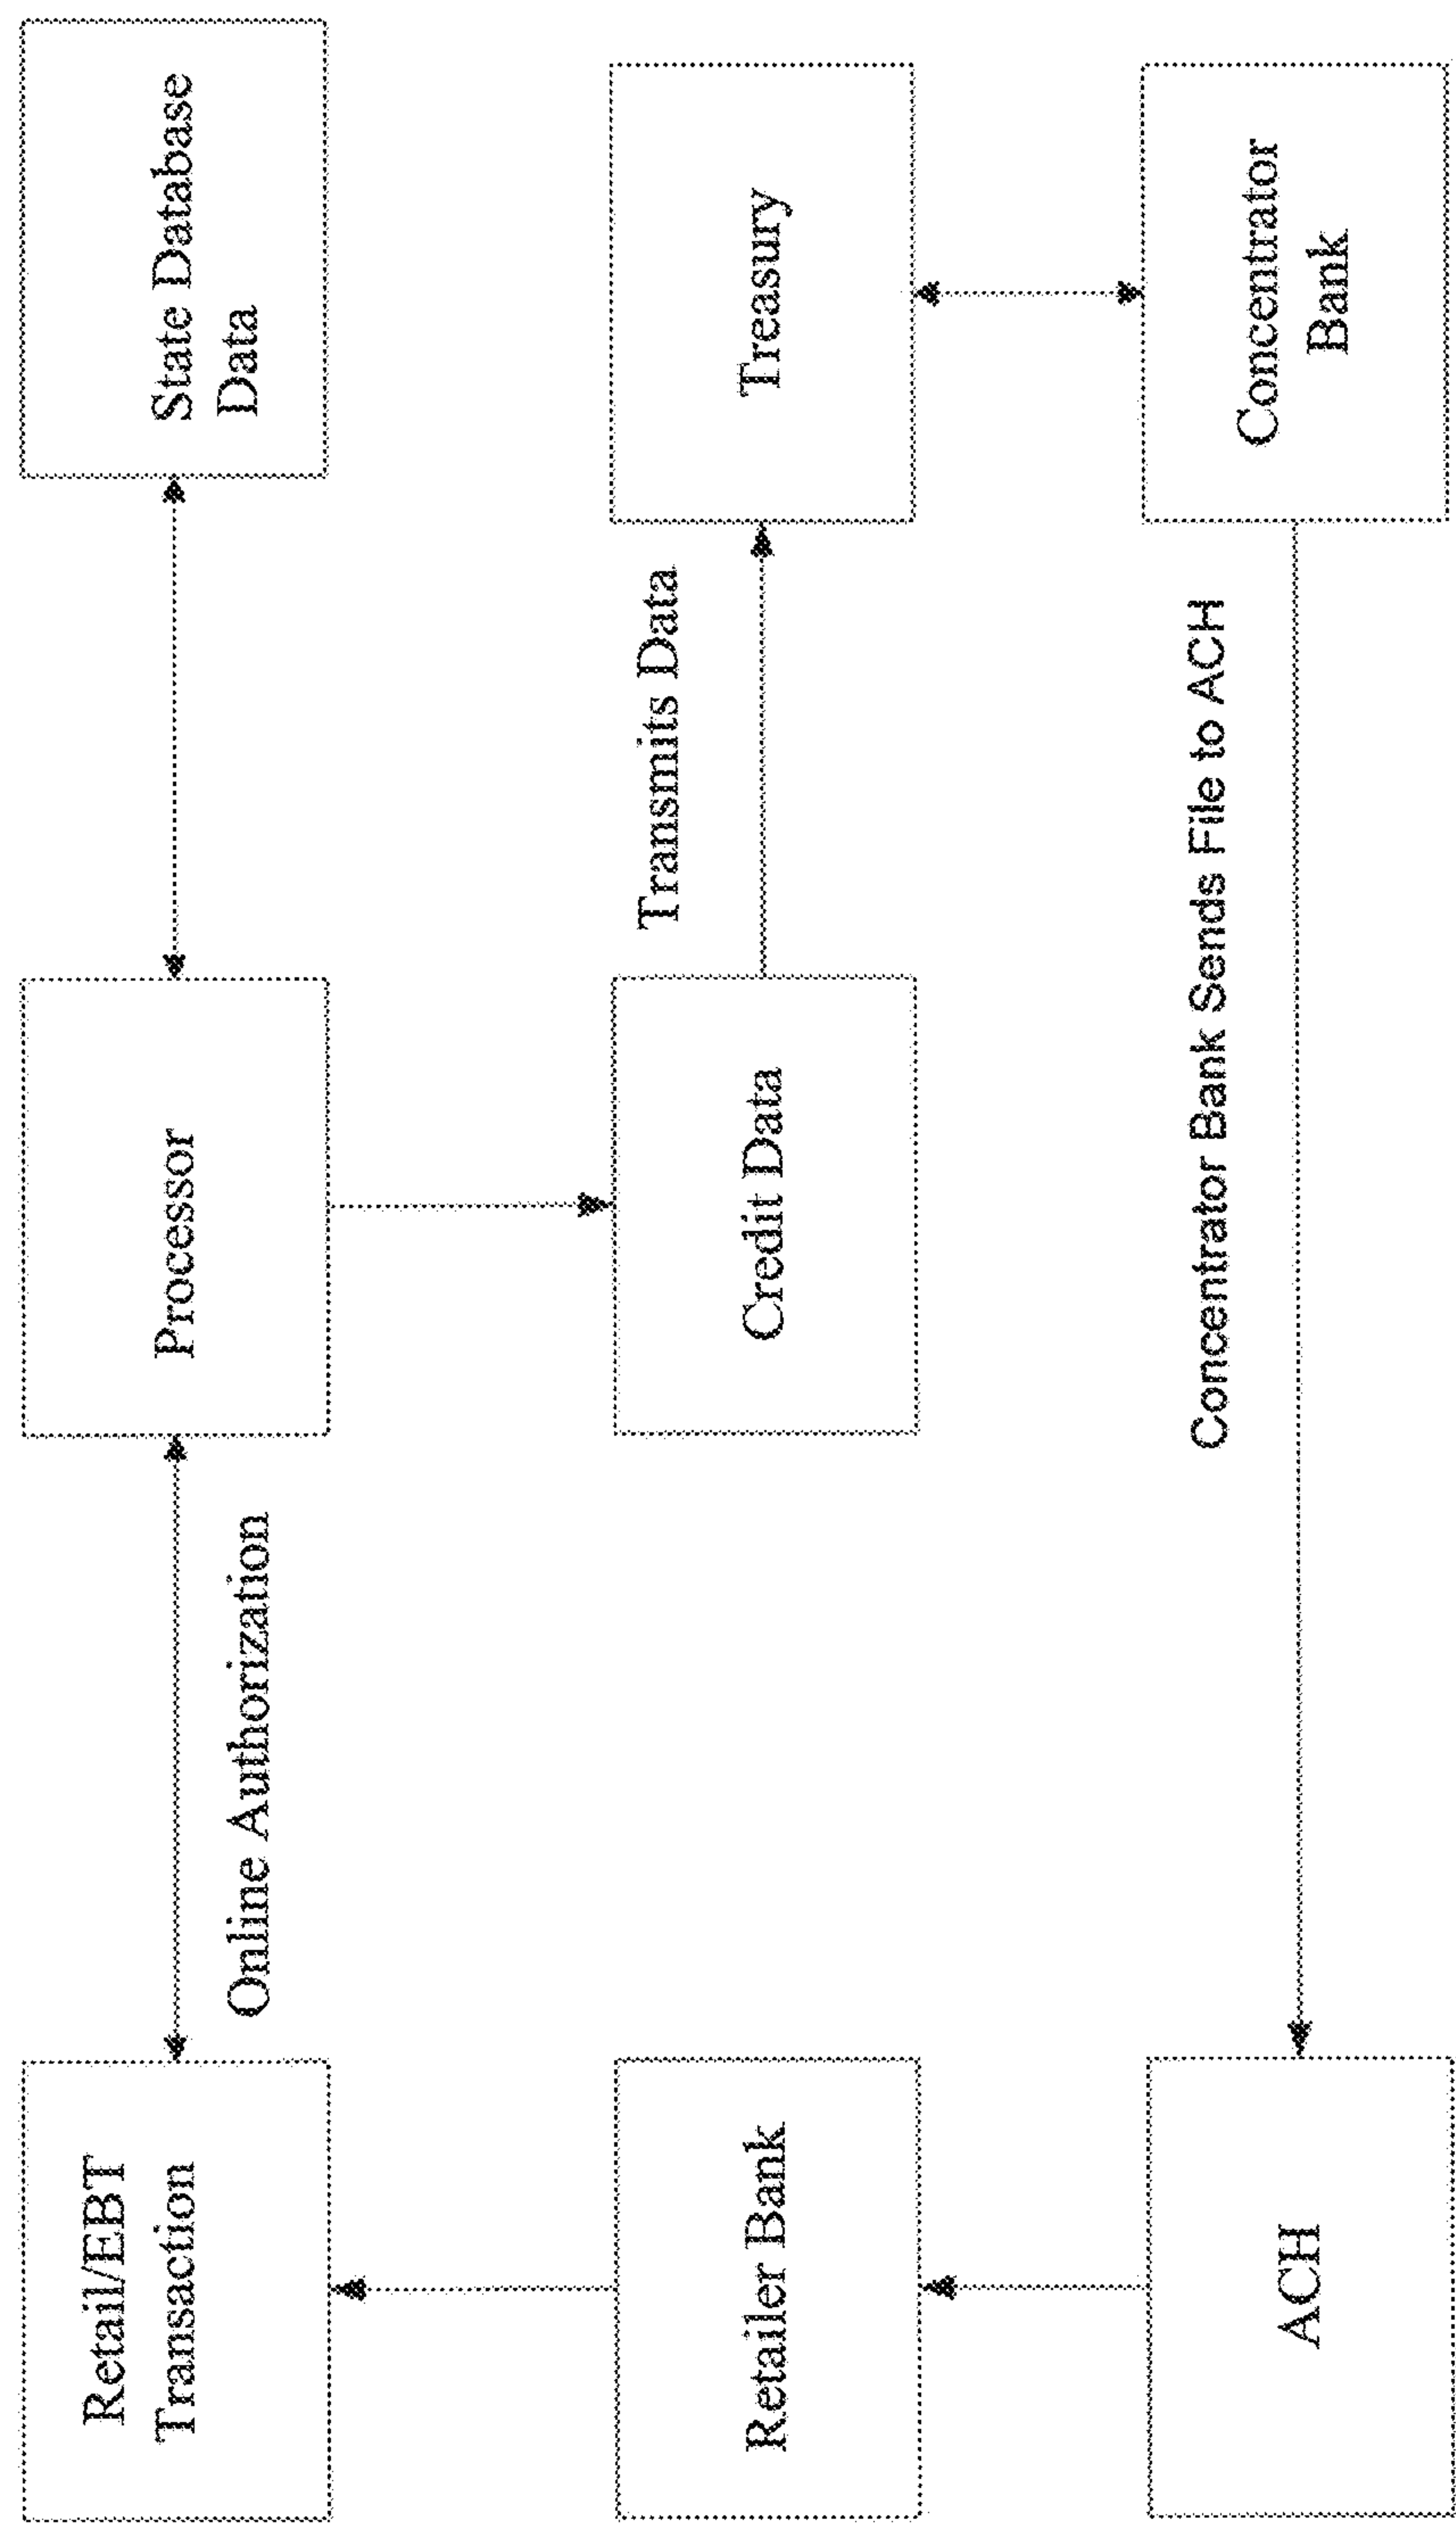 Retail/EBT
Transaction
Online Authorization
Processor
State Database
Data
Retailer Bank
Credit Data
Transmits Data
Treasury
ACH
Concentrator Bank Sends File to ACH
Concentrator
Bank